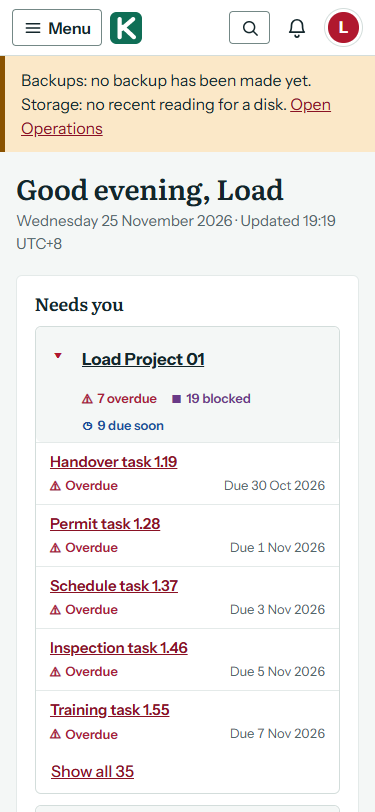 Menu
K
L
Backups: no backup has been made yet.
Storage: no recent reading for a disk. Open
Operations
Good evening, Load
Wednesday 25 November 2026 · Updated 19:19
UTC+8
Needs you
Load Project 01
7 overdue 19 blocked
9 due soon
Handover task 1.19
Overdue Due 30 Oct 2026
Permit task 1.28
Overdue Due 1 Nov 2026
Schedule task 1.37
Overdue Due 3 Nov 2026
Inspection task 1.46
Overdue Due 5 Nov 2026
Training task 1.55
Overdue Due 7 Nov 2026
Show all 35